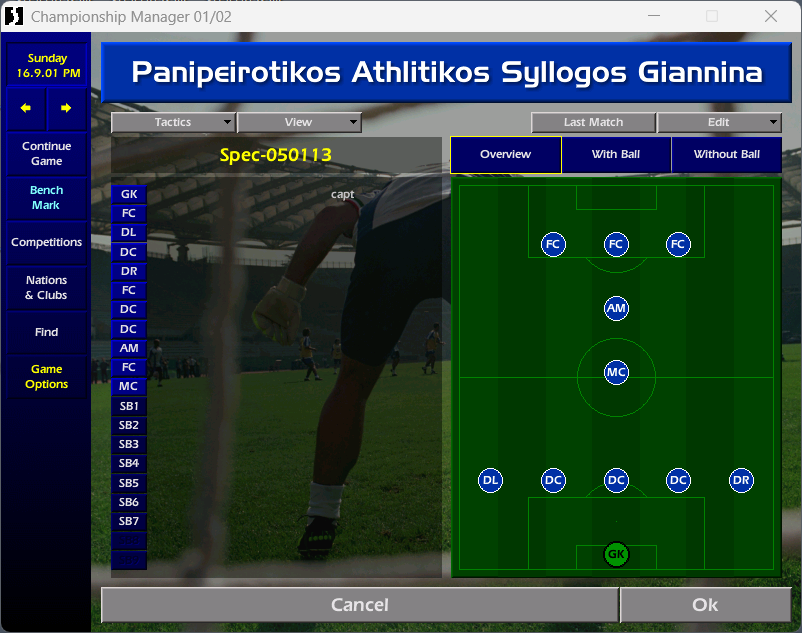 Championship Manager 01/02
Sunday
16.9.01 PM
Continue
Game
Bench
Mark
Competitions
Nations
& Clubs
Find
Game
Options
Panipeirotikos Athlitikos Syllogos Giannina
Tactics View Last Match Edit
Spec-050113
Overview With Ball Without Ball
GK capt
FC
DL
DC
DR
FC
DC
DC
AM
FC
MC
SB1
SB2
SB3
SB4
SB5
SB6
SB7
FC FC FC
AM
MC
DL DC DC DC DR
GK
Cancel Ok